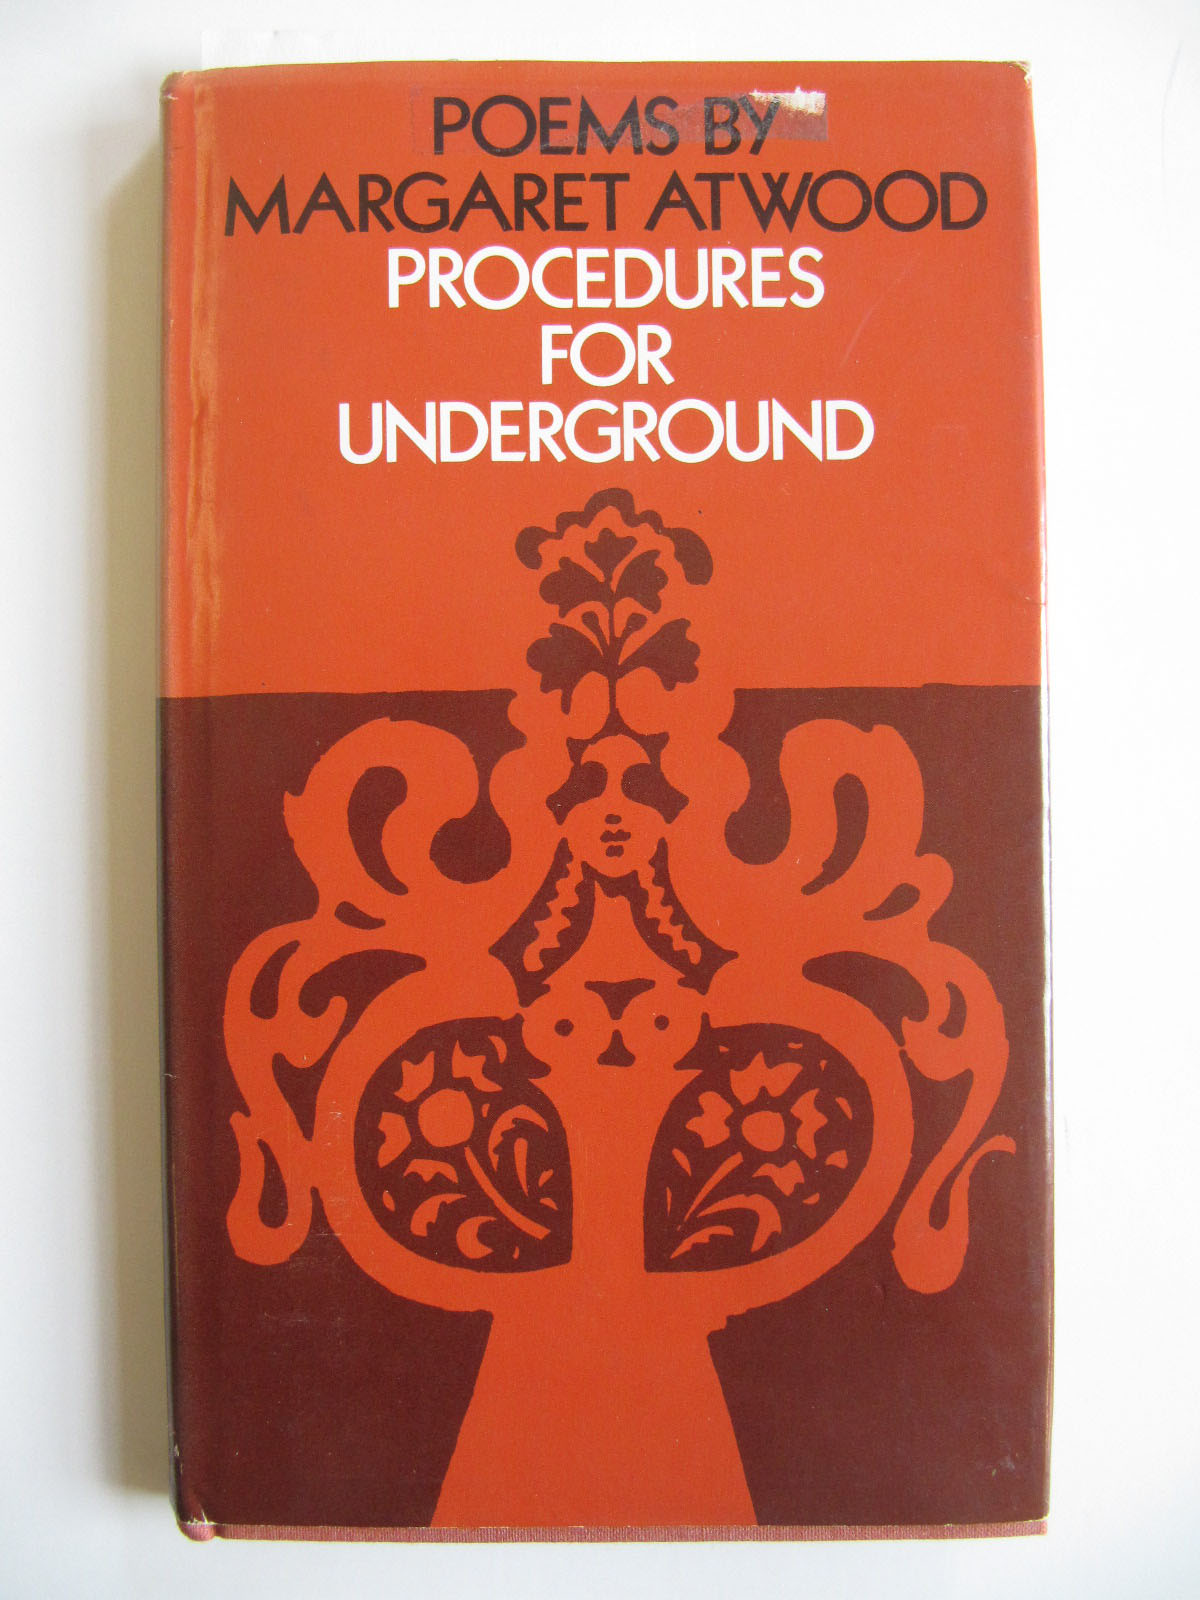 POEMS BY
MARGARET ATWOOD
PROCEDURES
FOR
UNDERGROUND